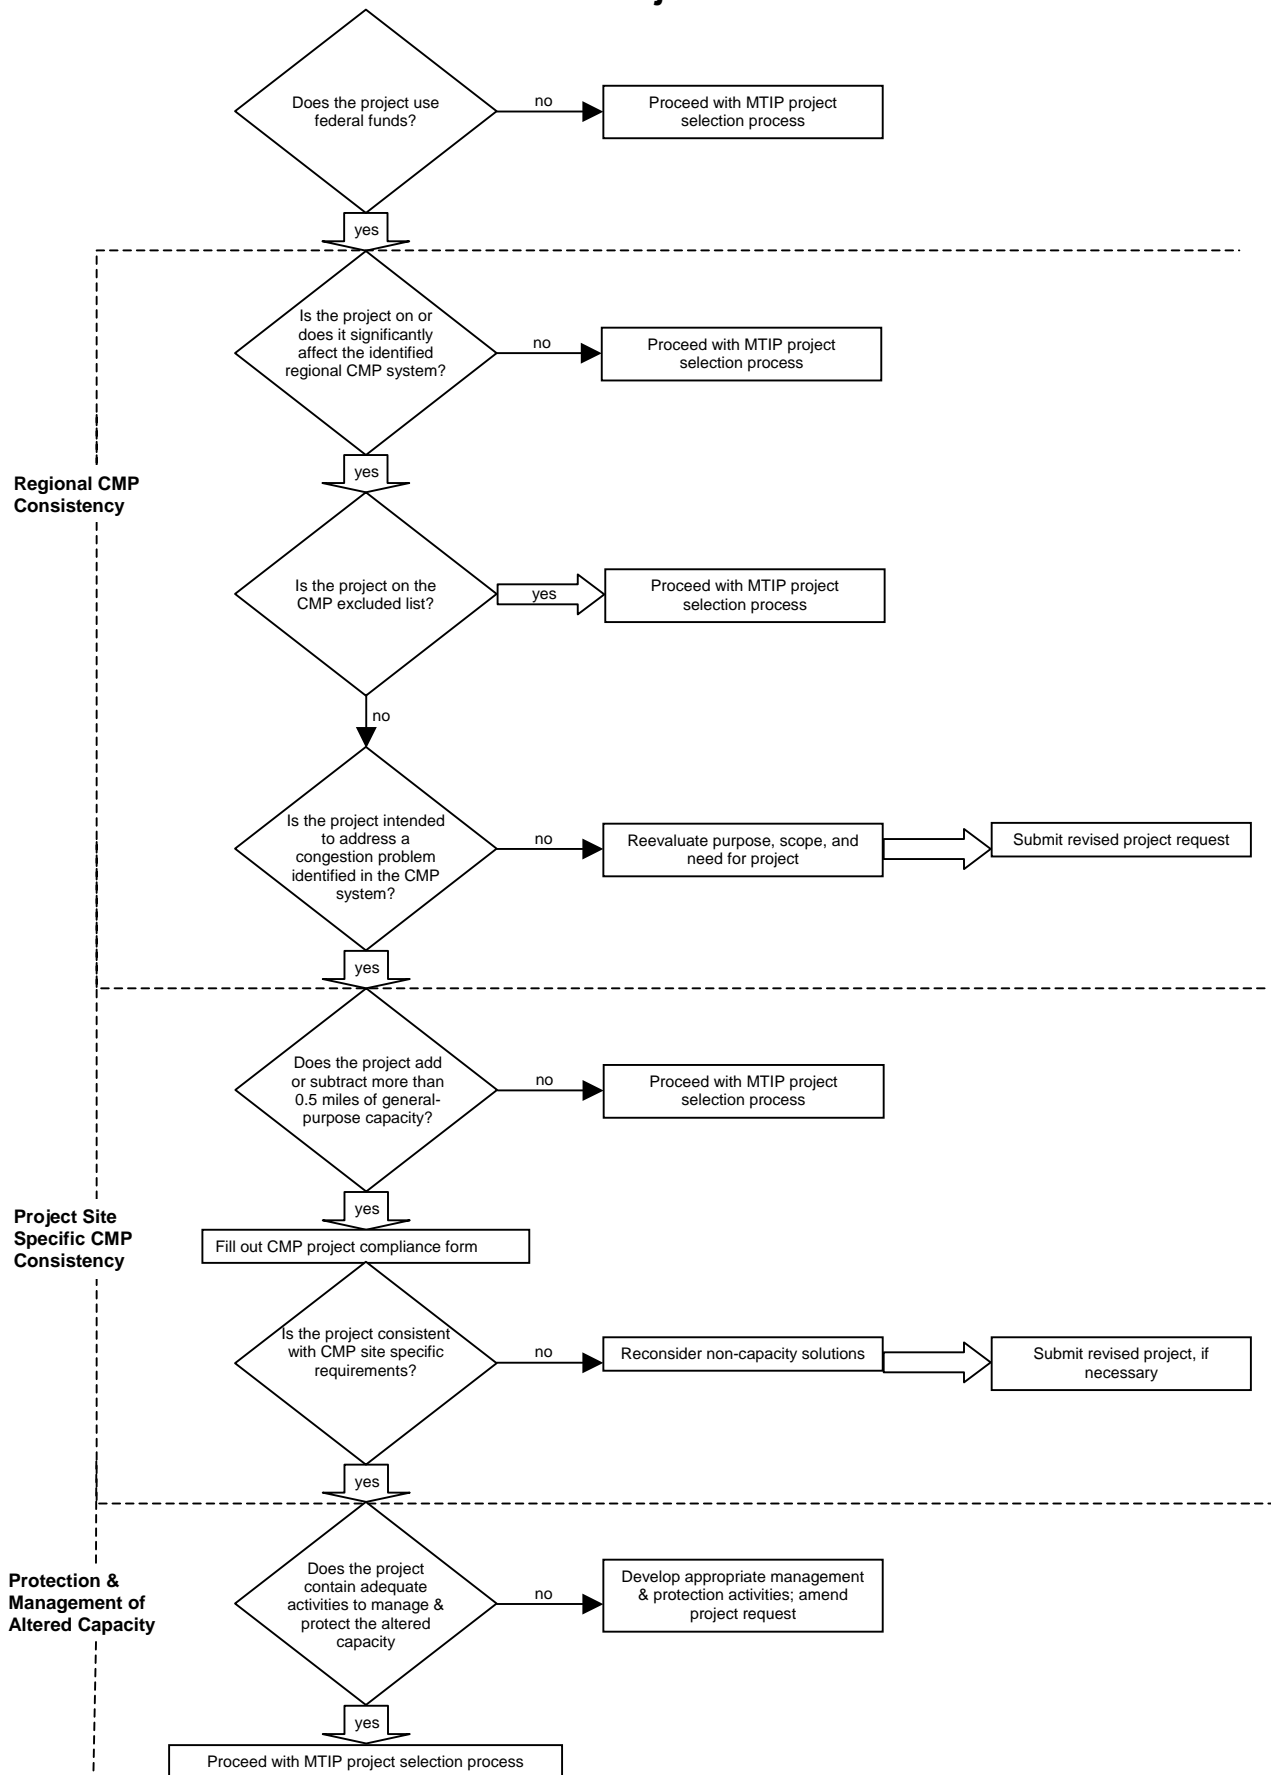 Does the project use
federal funds?
no
Proceed with MTIP project
selection process
yes
Is the project on or
does it significantly
affect the identified
regional CMP system?
no
Proceed with MTIP project
selection process
yes
Regional CMP
Consistency
Is the project on the
CMP excluded list?
yes
Proceed with MTIP project
selection process
no
Is the project intended
to address a
congestion problem
identified in the CMP
system?
no
Reevaluate purpose, scope, and
need for project
Submit revised project request
yes
Does the project add
or subtract more than
0.5 miles of general-
purpose capacity?
no
Proceed with MTIP project
selection process
yes
Project Site
Specific CMP
Consistency
Fill out CMP project compliance form
Is the project consistent
with CMP site specific
requirements?
no
Reconsider non-capacity solutions
Submit revised project, if
necessary
yes
Protection &
Management of
Altered Capacity
Does the project
contain adequate
activities to manage &
protect the altered
capacity
no
Develop appropriate management
& protection activities; amend
project request
yes
Proceed with MTIP project selection process